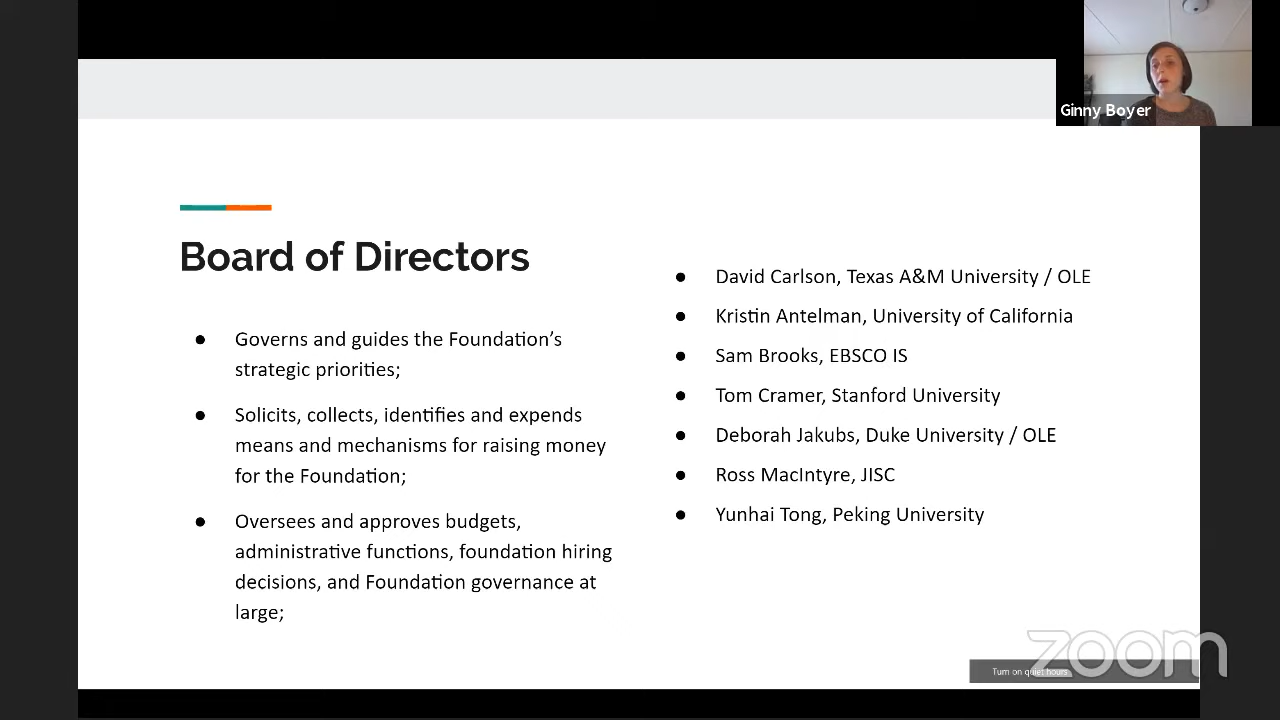 Ginny Boyer
Board of Directors
● Governs and guides the Foundation's
strategic priorities;
● Solicits, collects, identifies and expends
means and mechanisms for raising money
for the Foundation;
● Oversees and approves budgets,
administrative functions, foundation hiring
decisions, and Foundation governance at
large;
● David Carlson, Texas A&M University / OLE
● Kristin Antelman, University of California
● Sam Brooks, EBSCO IS
● Tom Cramer, Stanford University
● Deborah Jakubs, Duke University / OLE
● Ross MacIntyre, JISC
● Yunhai Tong, Peking University
zoom
Turn on quiet hours